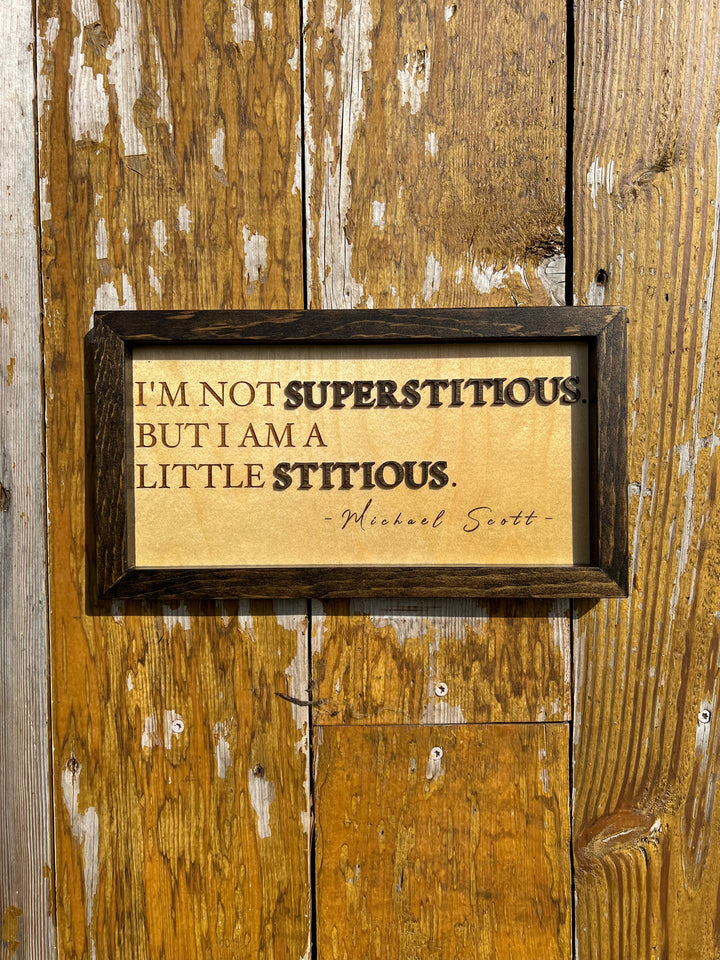 I'M NOT SUPERSTITIOUS.
BUT I AM A
LITTLE STITIOUS.
- Michael Scott -